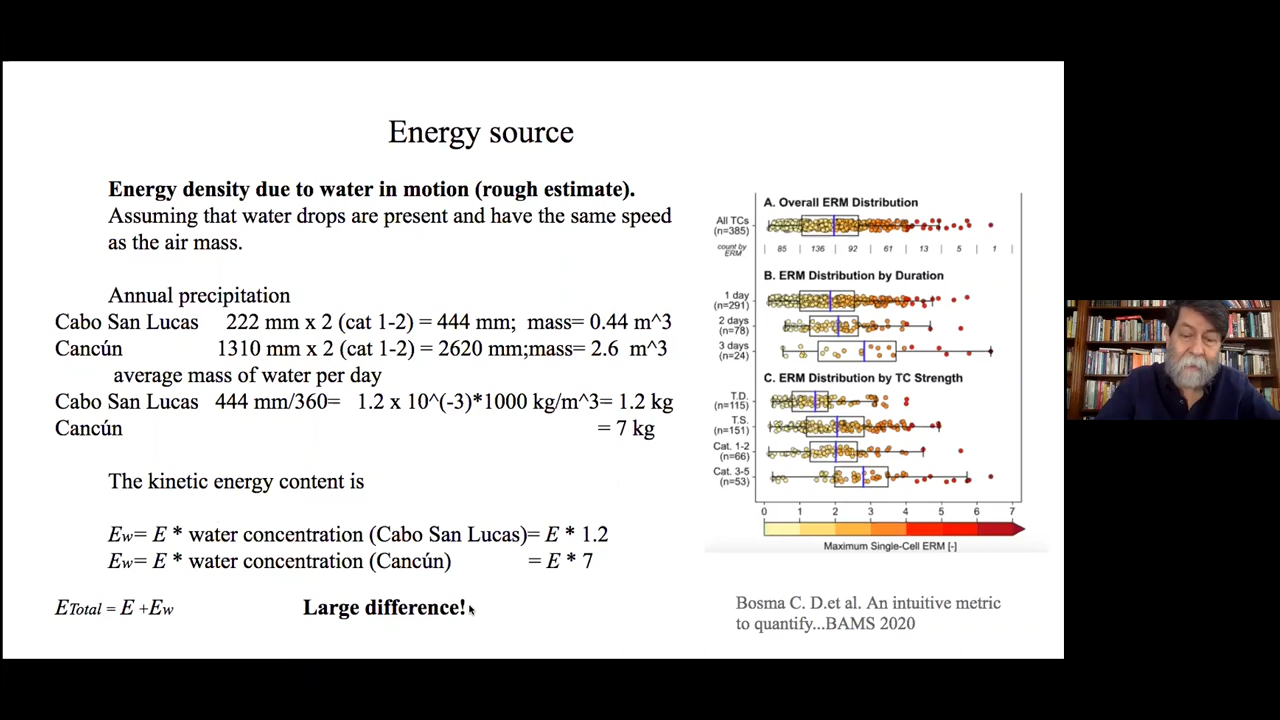 Energy source
Energy density due to water in motion (rough estimate).
Assuming that water drops are present and have the same speed
as the air mass.
Annual precipitation
Cabo San Lucas 222 mm x 2 (cat 1-2) = 444 mm; mass= 0.44 m^3
Cancún 1310 mm x 2 (cat 1-2) = 2620 mm;mass= 2.6 m^3
average mass of water per day
Cabo San Lucas 444 mm/360= 1.2 x 10^(-3)*1000 kg/m^3= 1.2 kg
Cancún = 7 kg
The kinetic energy content is
Ew= E * water concentration (Cabo San Lucas)= E * 1.2
Ew= E * water concentration (Cancún) = E * 7
ETotal = E +Ew Large difference!
A. Overall ERM Distribution
All TCs
(n=385)
count by
ERM
85 | 136 | 92 | 61 | 13 | 5 | 1 |
B. ERM Distribution by Duration
1 day
(n=291)
2 days
(n=78)
3 days
(n=24)
C. ERM Distribution by TC Strength
T.D.
(n=115)
T.S.
(n=151)
Cat. 1-2
(n=66)
Cat. 3-5
(n=53)
0 1 2 3 4 5 6 7
Maximum Single-Cell ERM [-]
Bosma C. D.et al. An intuitive metric
to quantify...BAMS 2020